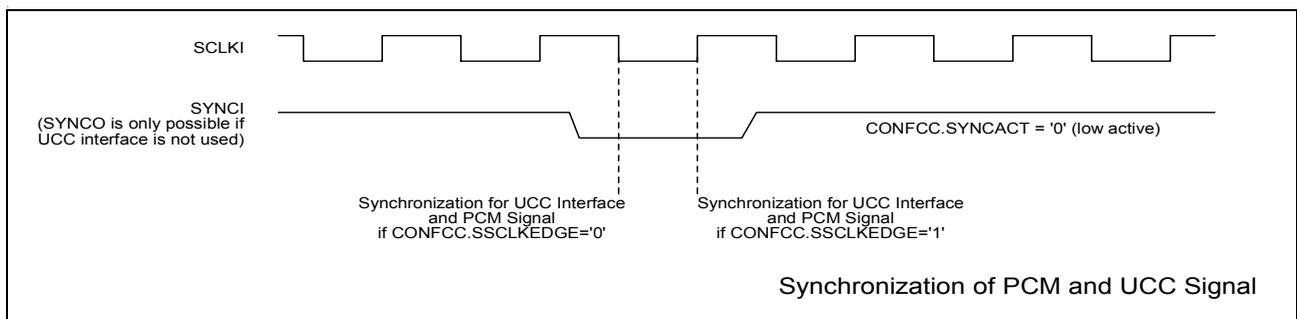 SCLKI
SYNCI
(SYNCO is only possible if
UCC interface is not used)
CONFCC.SYNCACT = '0' (low active)
Synchronization for UCC Interface
and PCM Signal
if CONFCC.SSCLKEDGE='0'
Synchronization for UCC Interface
and PCM Signal
if CONFCC.SSCLKEDGE='1'
Synchronization of PCM and UCC Signal